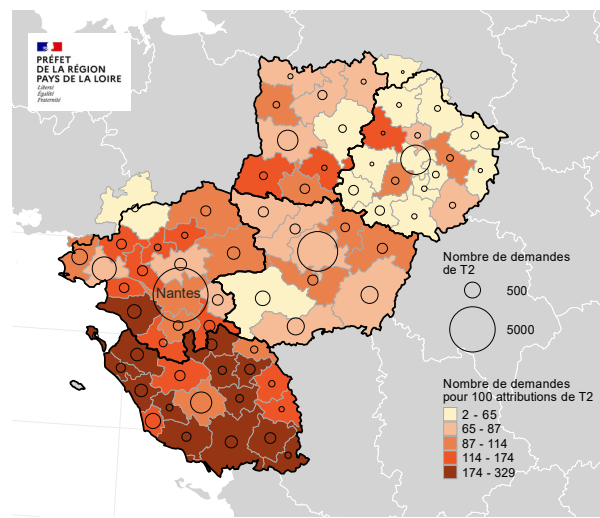 PRÉFET
DE LA RÉGION
PAYS DE LA LOIRE
Liberté
Égalité
Fraternité
Nantes
Nombre de demandes
de T2
500
5000
Nombre de demandes
pour 100 attributions de T2
2 - 65
65 - 87
87 - 114
114 - 174
174 - 329